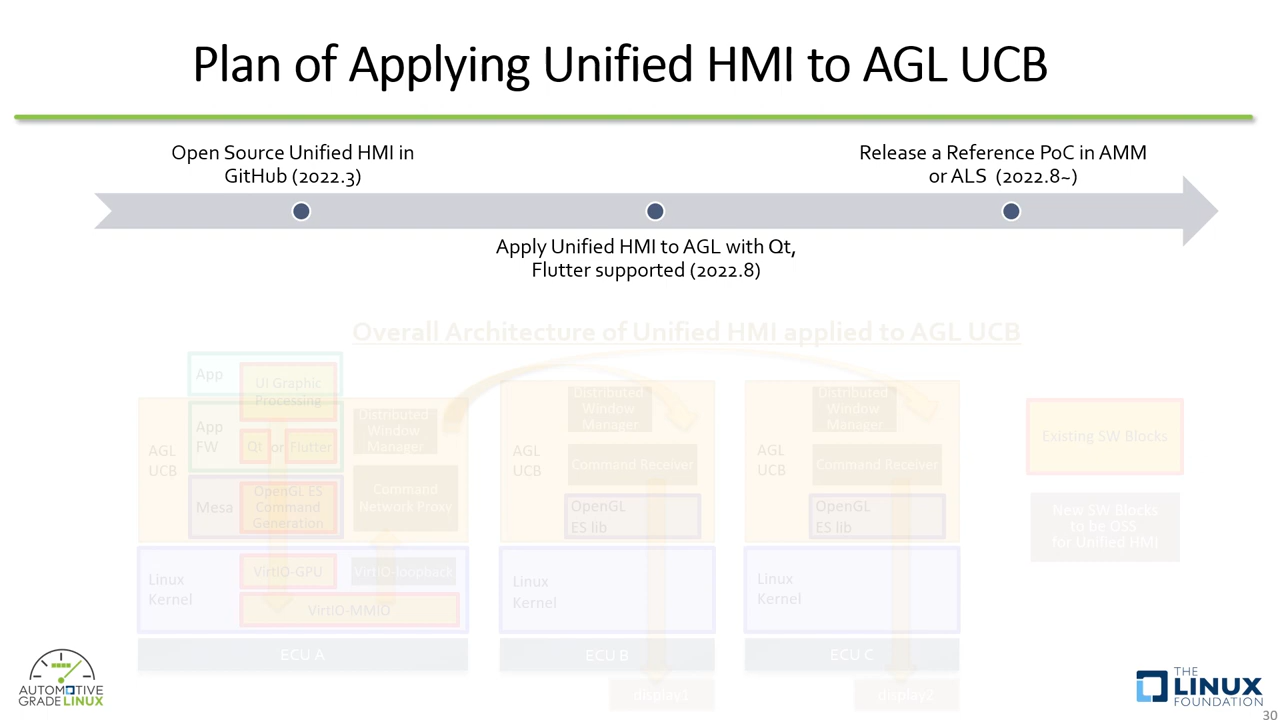 Plan of Applying Unified HMI to AGL UCB
Open Source Unified HMI in
GitHub (2022.3)
Release a Reference PoC in AMM
or ALS (2022.8~)
Apply Unified HMI to AGL with Qt,
Flutter supported (2022.8)
Overall Architecture of Unified HMI applied to AGL UCB
App
UI Graphic
Processing
App
FW
Qt or Flutter
AGL
UCB
Mesa
OpenGL ES
Command
Generation
Distributed
Window
Manager
Command
Network Proxy
Linux
Kernel
VirtIO-GPU
VirtIO-loopback
VirtIO-MMIO
ECU A
AGL
UCB
Distributed
Window
Manager
Command Receiver
OpenGL
ES lib
Linux
Kernel
ECU B
display1
AGL
UCB
Distributed
Window
Manager
Command Receiver
OpenGL
ES lib
Linux
Kernel
ECU C
display2
Existing SW Blocks
New SW Blocks
to be OSS
for Unified HMI
AUTOMOTIVE
GRADE LINUX
THE
LINUX
FOUNDATION
30